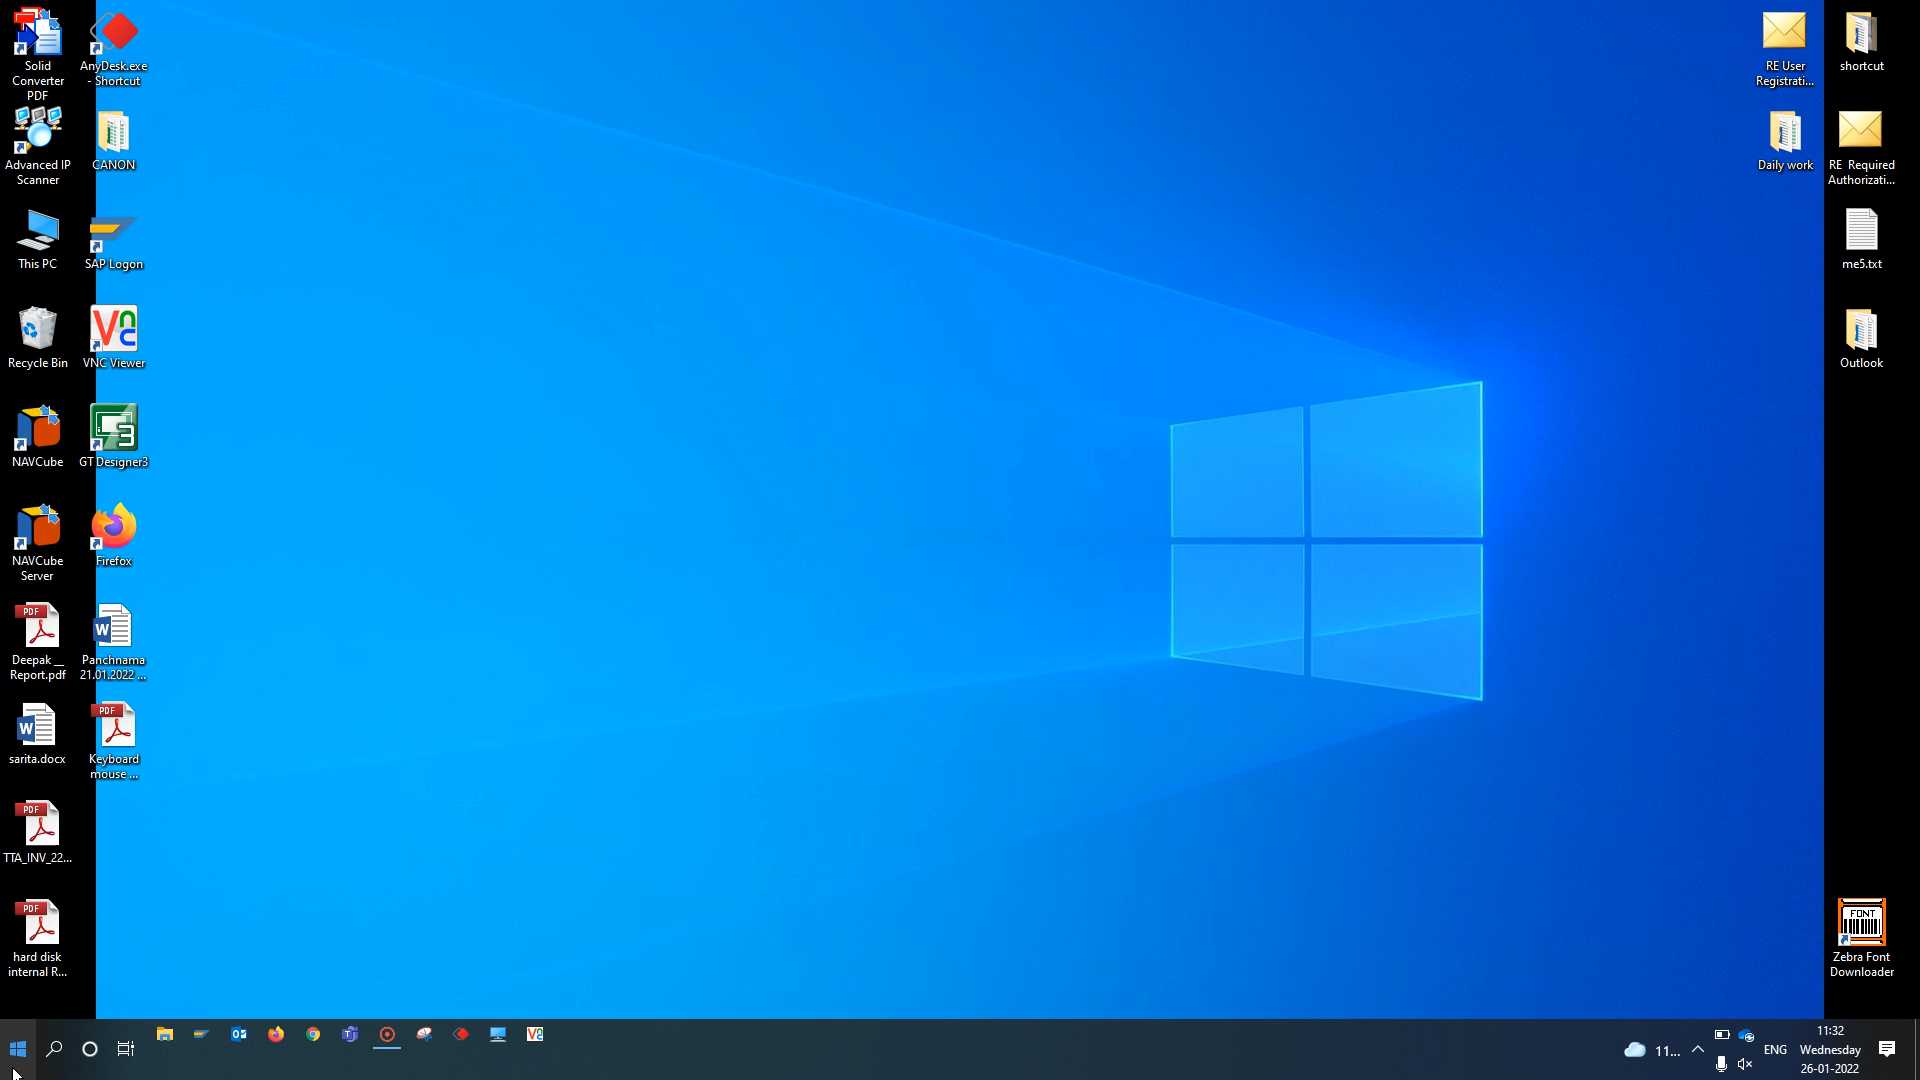 Solid
Converter
PDF
AnyDesk.exe
- Shortcut
Advanced IP
Scanner
CANON
This PC
SAP Logon
Recycle Bin
VNC Viewer
NAVCube
GT Designer3
NAVCube
Server
Firefox
Deepak __
Report.pdf
Panchnama
21.01.2022 ...
sarita.docx
Keyboard
mouse ...
TTA_INV_22...
hard disk
internal R...
RE User
Registrati...
shortcut
Daily work
RE Required
Authorizati...
me5.txt
Outlook
FONT
Zebra Font
Downloader
11...
ENG
11:32
Wednesday
26-01-2022